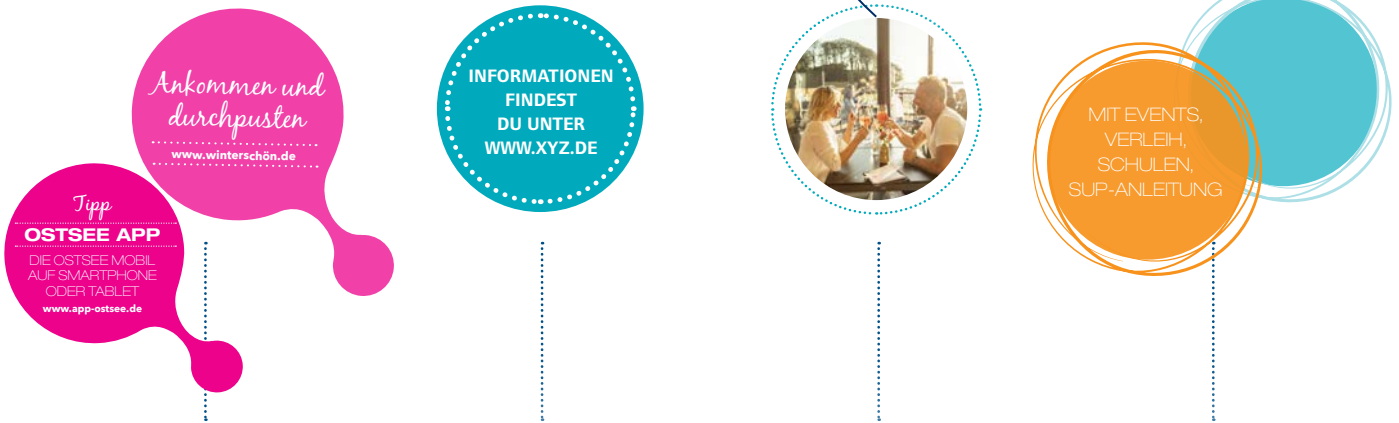 Ankommen und
durchpusten
www.winterschön.de
Tipp
OSTSEE APP
DIE OSTSEE MOBIL
AUF SMARTPHONE
ODER TABLET
www.app-ostsee.de
INFORMATIONEN
FINDEST
DU UNTER
WWW.XYZ.DE
MIT EVENTS,
VERLEIH,
SCHULEN,
SUP-ANLEITUNG